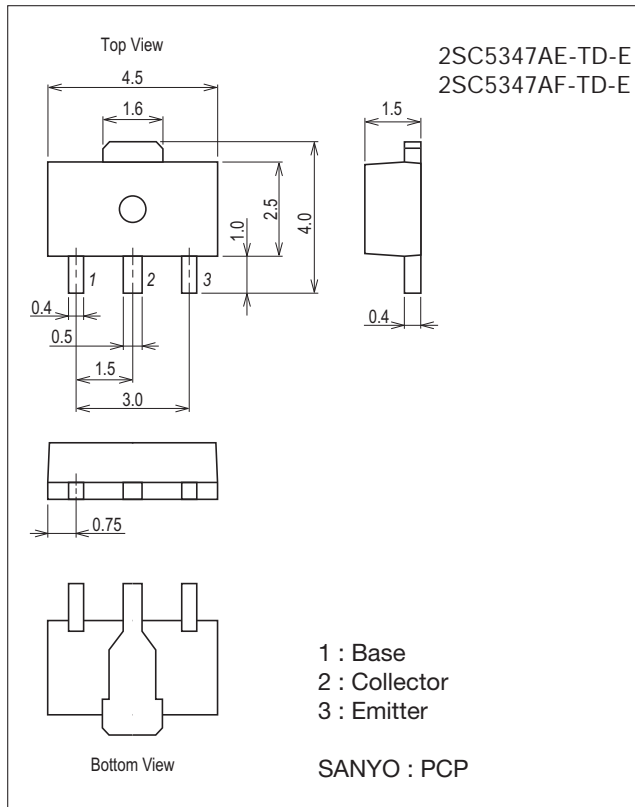 Top View
2SC5347AE-TD-E
2SC5347AF-TD-E
4.5
1.6
1.5
2.5
4.0
1.0
1
2
3
0.4
0.4
0.5
1.5
3.0
0.75
1 : Base
2 : Collector
3 : Emitter
Bottom View
SANYO : PCP